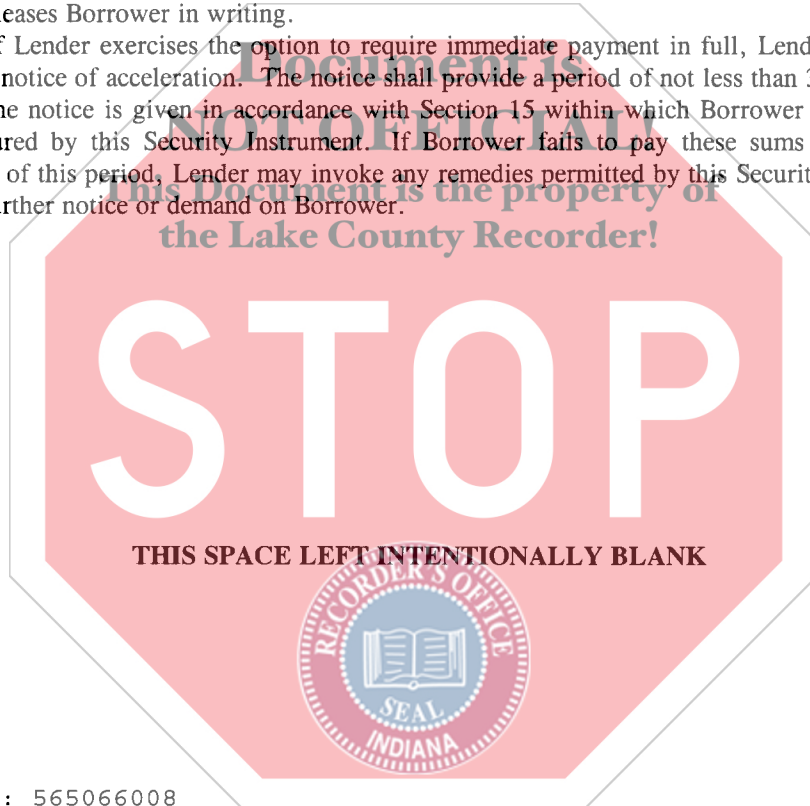 eases Borrower in writing.
f Lender exercises the option to require immediate payment in full, Lend
notice of acceleration. The notice shall provide a period of not less than 3
ne notice is given in accordance with Section 15 within which Borrower
ured by this Security Instrument. If Borrower fails to pay these sums
of this period, Lender may invoke any remedies permitted by this Security
urther notice or demand on Borrower.
Document is
NOT OFFICIAL!
This Document is the property of
the Lake County Recorder!
STOP
THIS SPACE LEFT INTENTIONALLY BLANK
RECORDER'S OFFICE
SEAL
INDIANA
: 565066008